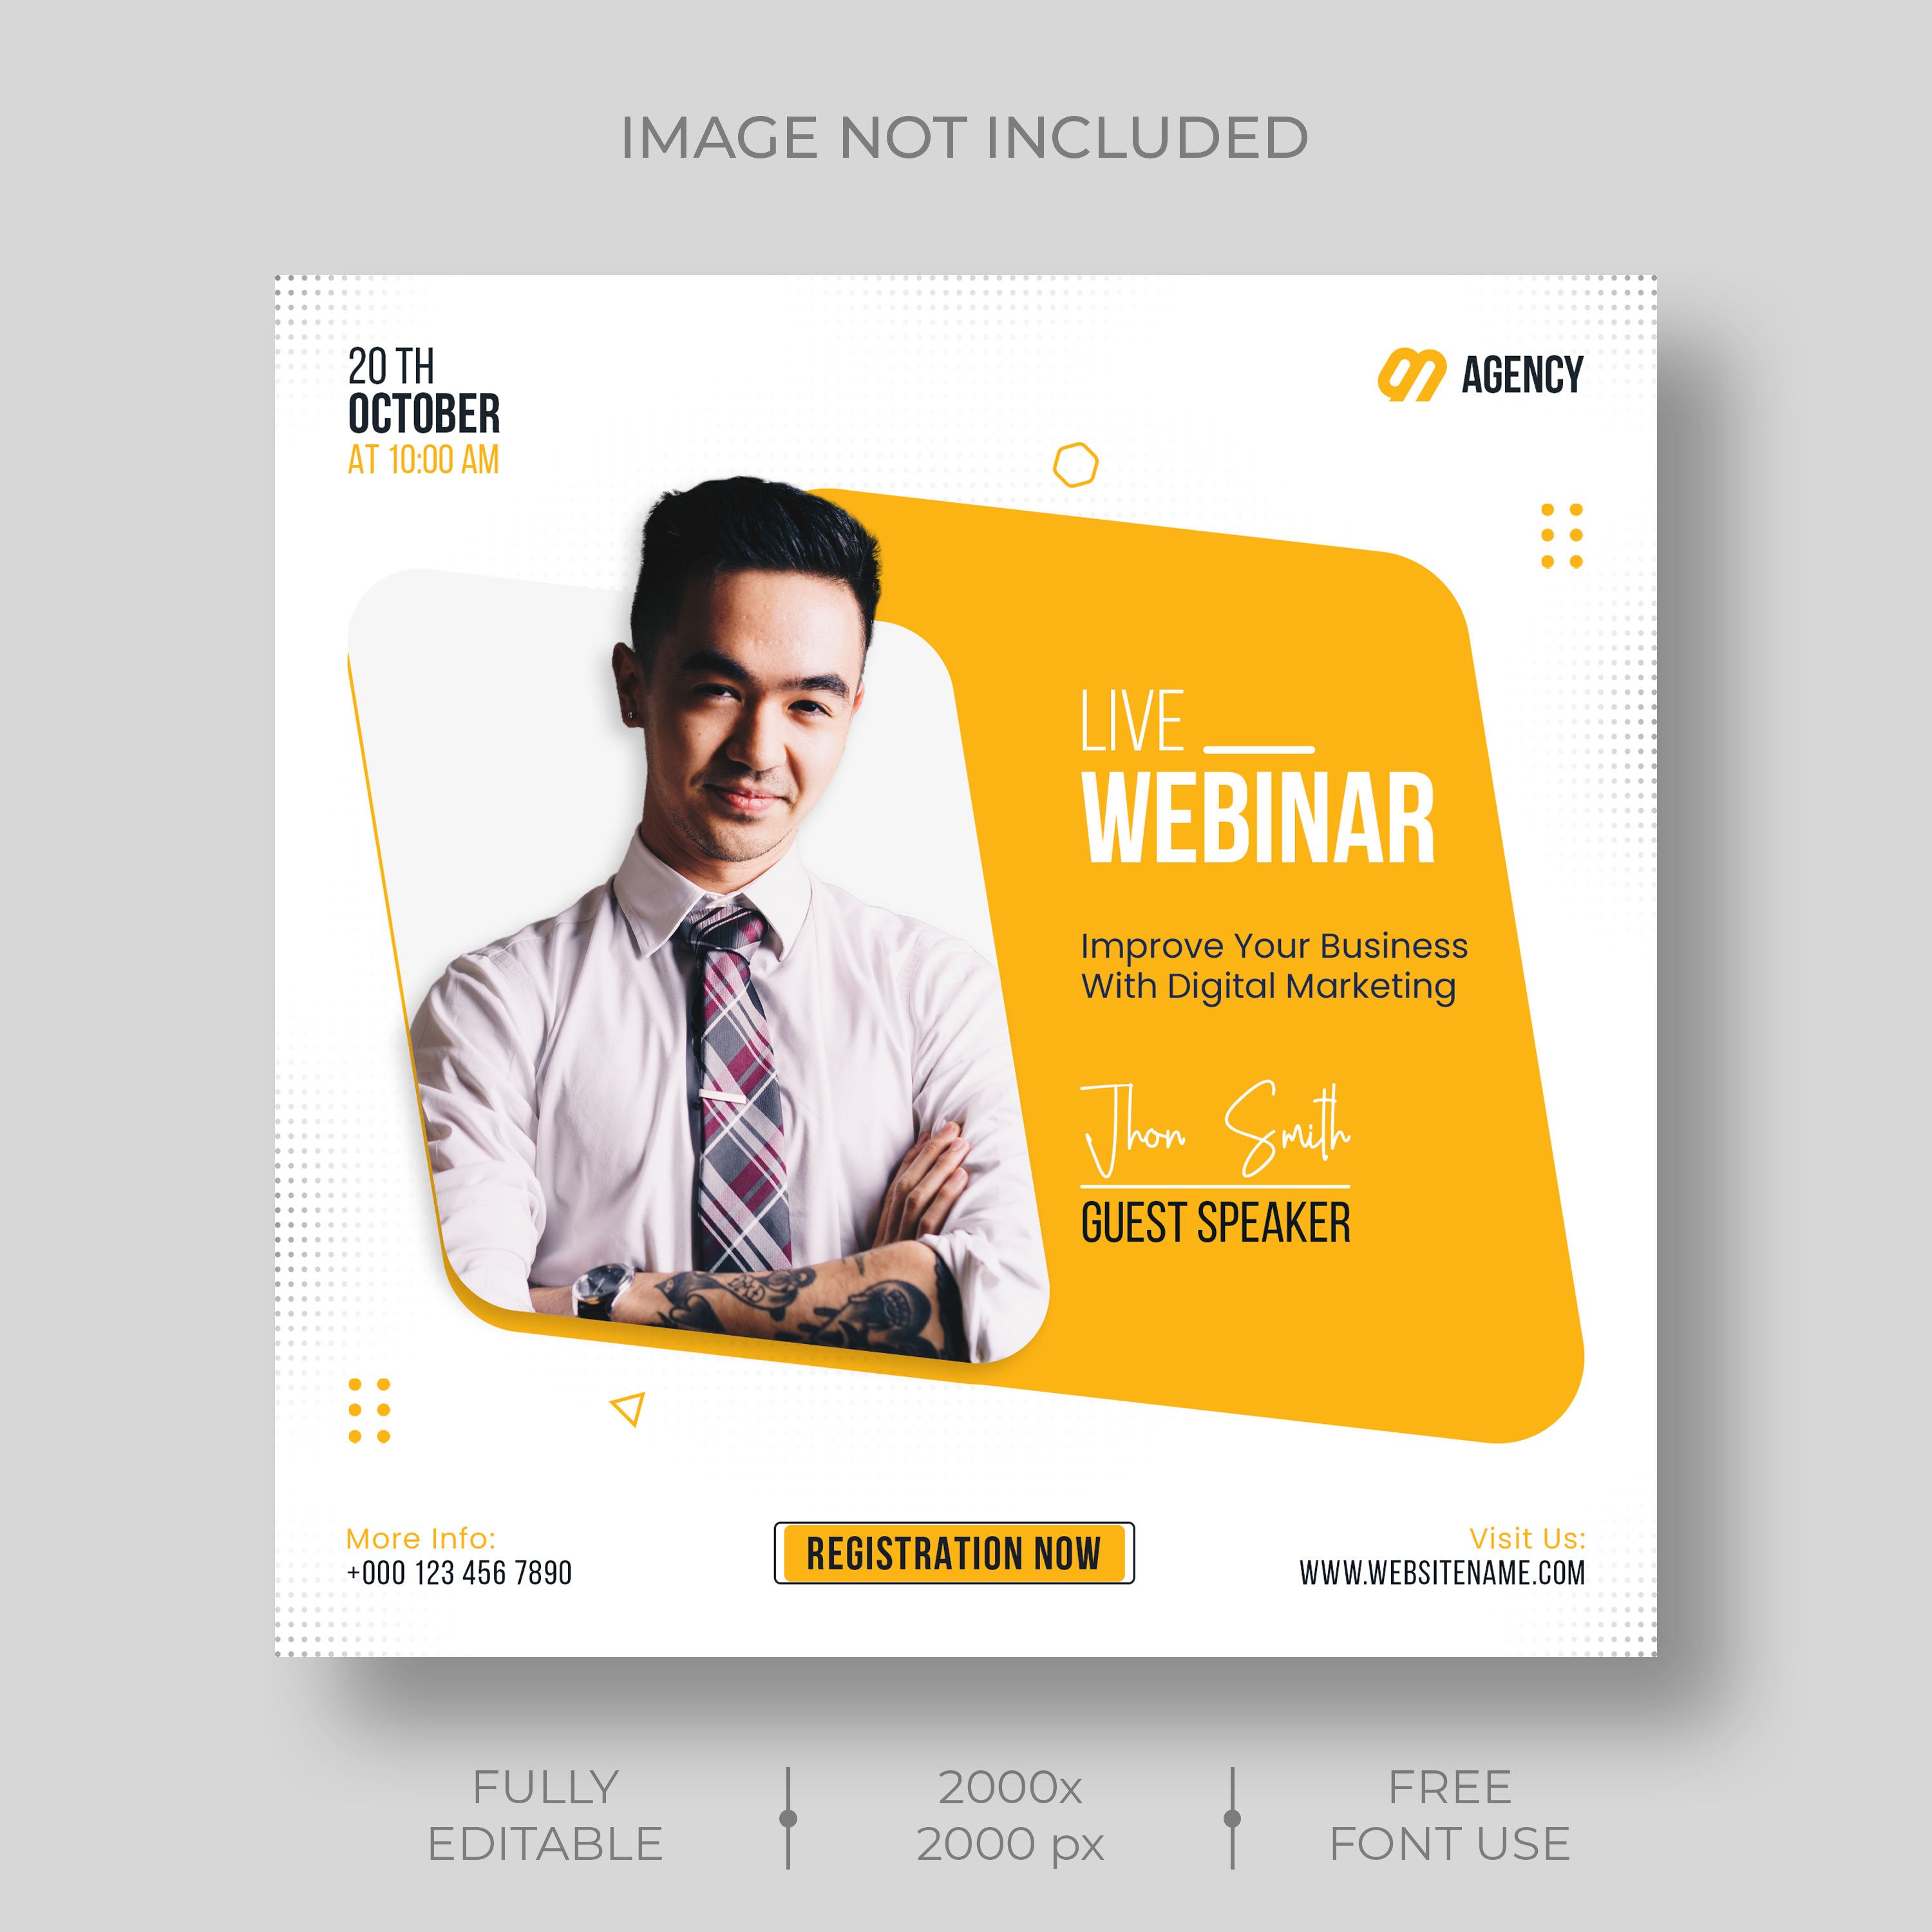 IMAGE NOT INCLUDED
20 TH
OCTOBER
AT 10:00 AM
AGENCY
LIVE
WEBINAR
Improve Your Business
With Digital Marketing
Jhon Smith
GUEST SPEAKER
More Info:
+000 123 456 7890
REGISTRATION NOW
Visit Us:
WWW.WEBSITENAME.COM
FULLY
EDITABLE
2000x
2000 px
FREE
FONT USE